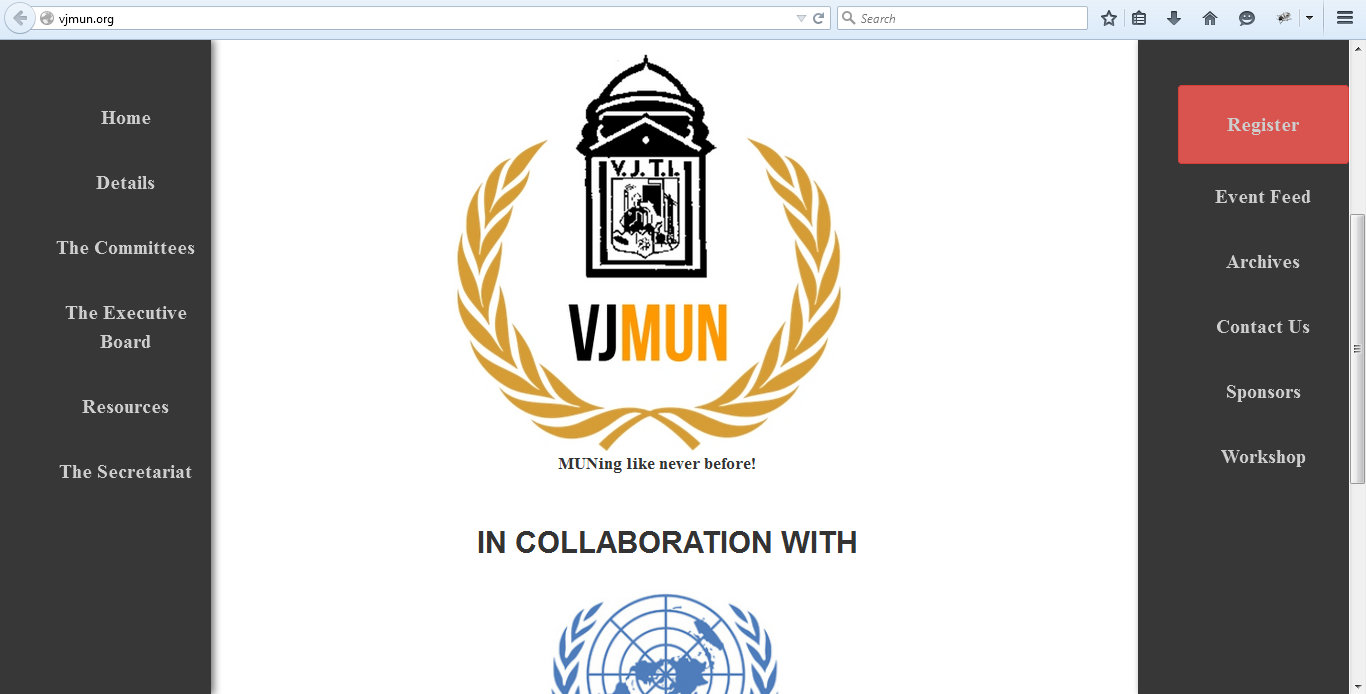 vjmun.org
Search
Home
Details
The Committees
The Executive
Board
Resources
The Secretariat
V.J.T.I.
VJMUN
MUNing like never before!
IN COLLABORATION WITH
Register
Event Feed
Archives
Contact Us
Sponsors
Workshop